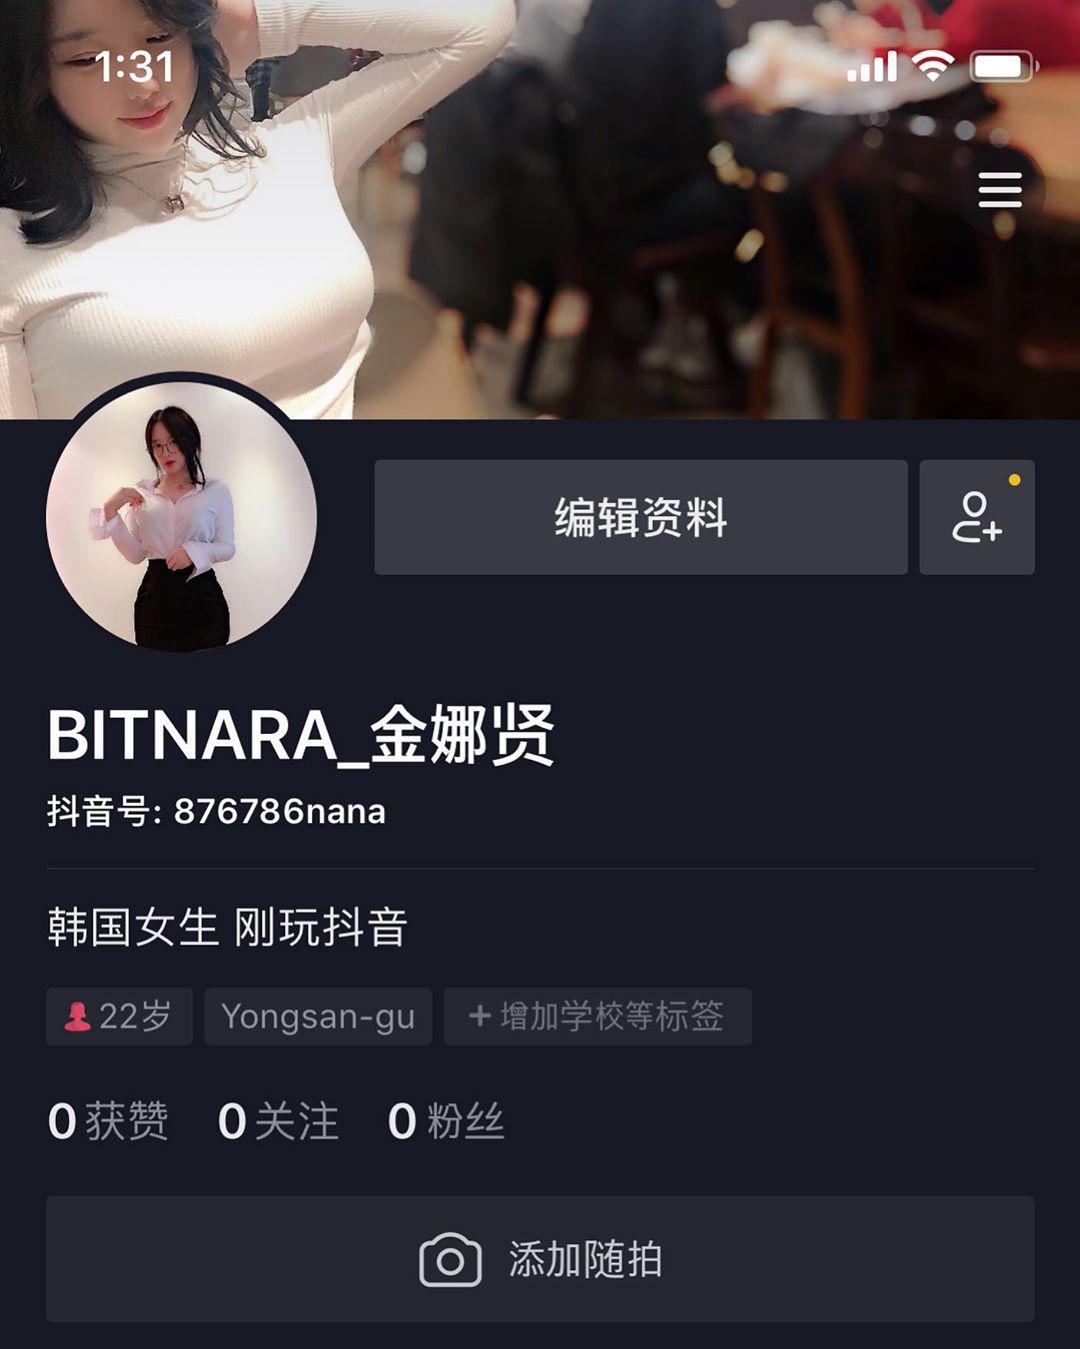 1:31
编辑资料
BITNARA_金娜贤
抖音号: 876786nana
韩国女生 刚玩抖音
22岁 Yongsan-gu +增加学校等标签
0获赞 0关注 0粉丝
添加随拍